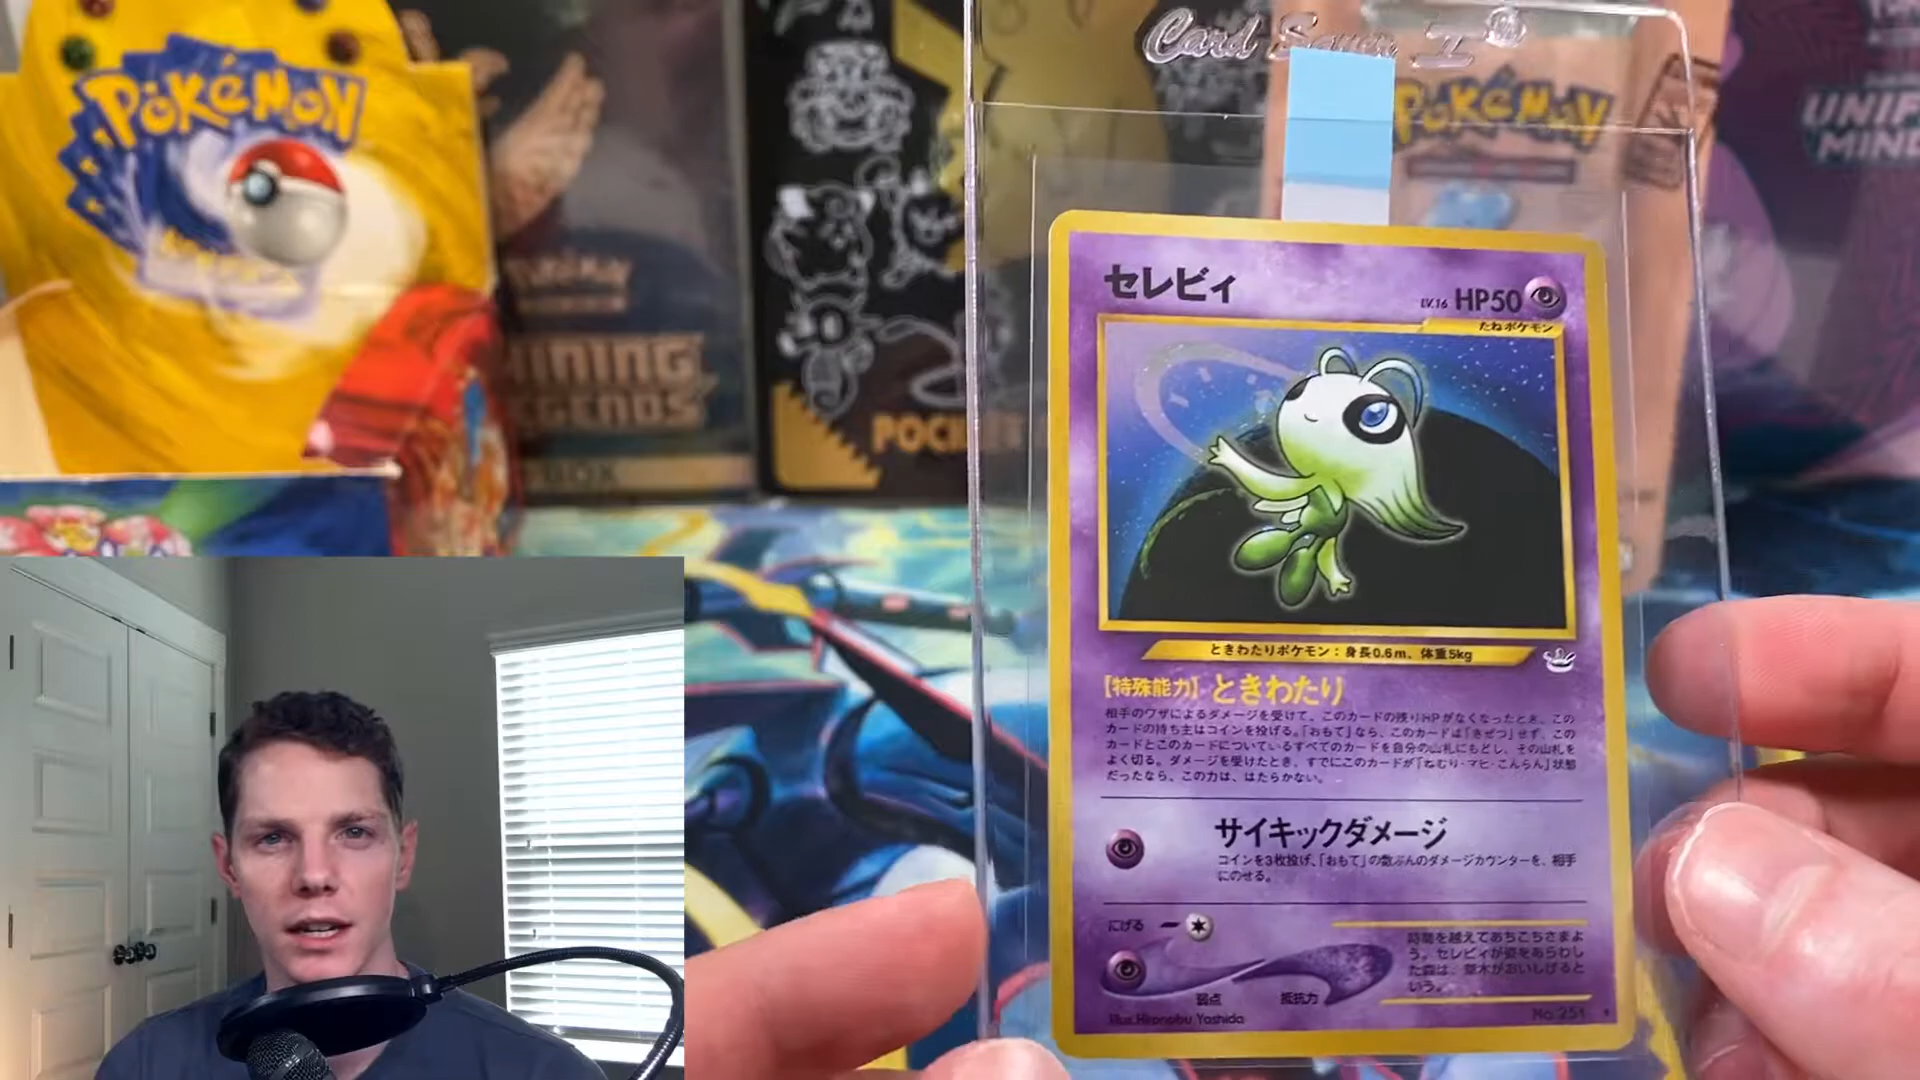 POKÉMON
POKÉMON
SHINING
LEGENDS
BOX
Card Saver I
POKÉMON
UNIF
MIND
セレビィ
LV.16 HP50
たねポケモン
ときわたりポケモン：身長0.6m、体重5kg
【特殊能力】ときわたり
相手のワザによるダメージを受けて、このカードの残りHPがなくなったとき、この
カードの持ち主はコインを投げる。「おもて」なら、このカードは「きぜつ」せず、この
カードとこのカードについているすべてのカードを自分の山札にもどし、その山札を
よく切る。ダメージを受けたとき、すでにこのカードが「ねむり・マヒ・こんらん」状態
だったなら、この力は、はたらかない。
サイキックダメージ
コインを3枚投げ、「おもて」の数ぶんのダメージカウンターを、相手
にのせる。
にげる
弱点
抵抗力
時間を越えてあちこちさまよ
う。セレビィが姿をあらわし
た森は、草木がおいしげると
いう。
Illus.Hironobu Yoshida
No.251